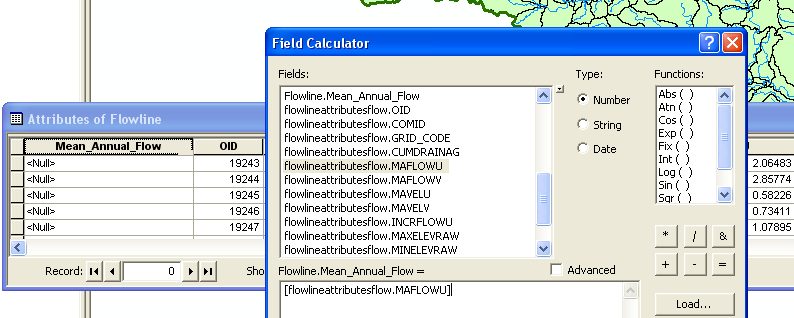 Field Calculator
Fields:
Type:
Functions:
Flowline.Mean_Annual_Flow
flowlineattributesflow.OID
flowlineattributesflow.COMID
flowlineattributesflow.GRID_CODE
flowlineattributesflow.CUMDRAINAG
flowlineattributesflow.MAFLOWU
flowlineattributesflow.MAFLOWV
flowlineattributesflow.MAVELU
flowlineattributesflow.MAVELV
flowlineattributesflow.INCRFLOWU
flowlineattributesflow.MAXELEVRAW
flowlineattributesflow.MINELEVRAW
Number
String
Date
Abs ( )
Atn ( )
Cos ( )
Exp ( )
Fix ( )
Int ( )
Log ( )
Sin ( )
Sqr ( )
* / &
+ - =
Flowline.Mean_Annual_Flow =
Advanced
[flowlineattributesflow.MAFLOWU]
Load...
Attributes of Flowline
Mean_Annual_Flow OID
<Null> 19243 2.06483
<Null> 19244 2.85774
<Null> 19245 0.58226
<Null> 19246 0.73411
<Null> 19247 1.07895
Record: 0 Sho